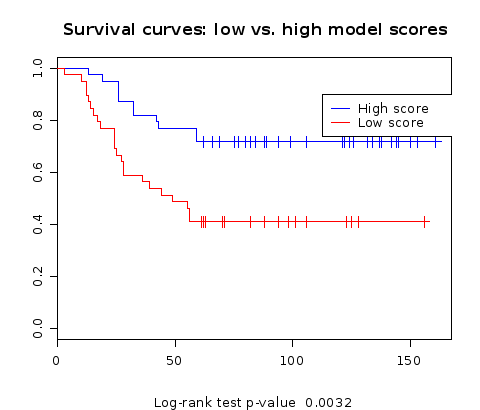 Survival curves: low vs. high model scores
1.0
0.8
0.6
0.4
0.2
0.0
High score
Low score
0 50 100 150
Log-rank test p-value 0.0032